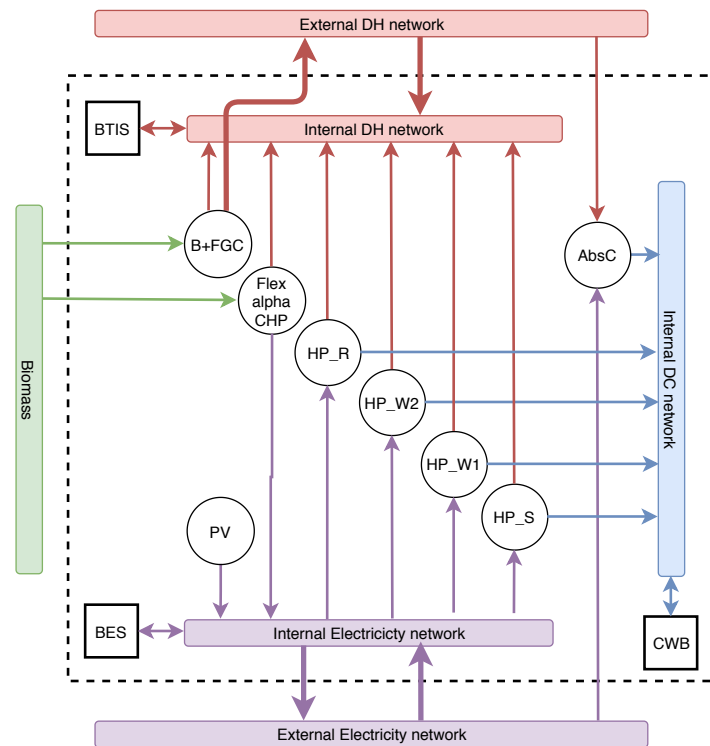 External DH network
BTIS
Internal DH network
B+FGC
AbsC
Flex
alpha
CHP
HP_R
HP_W2
HP_W1
HP_S
PV
Biomass
Internal DC network
BES
Internal Electricicty network
CWB
External Electricity network